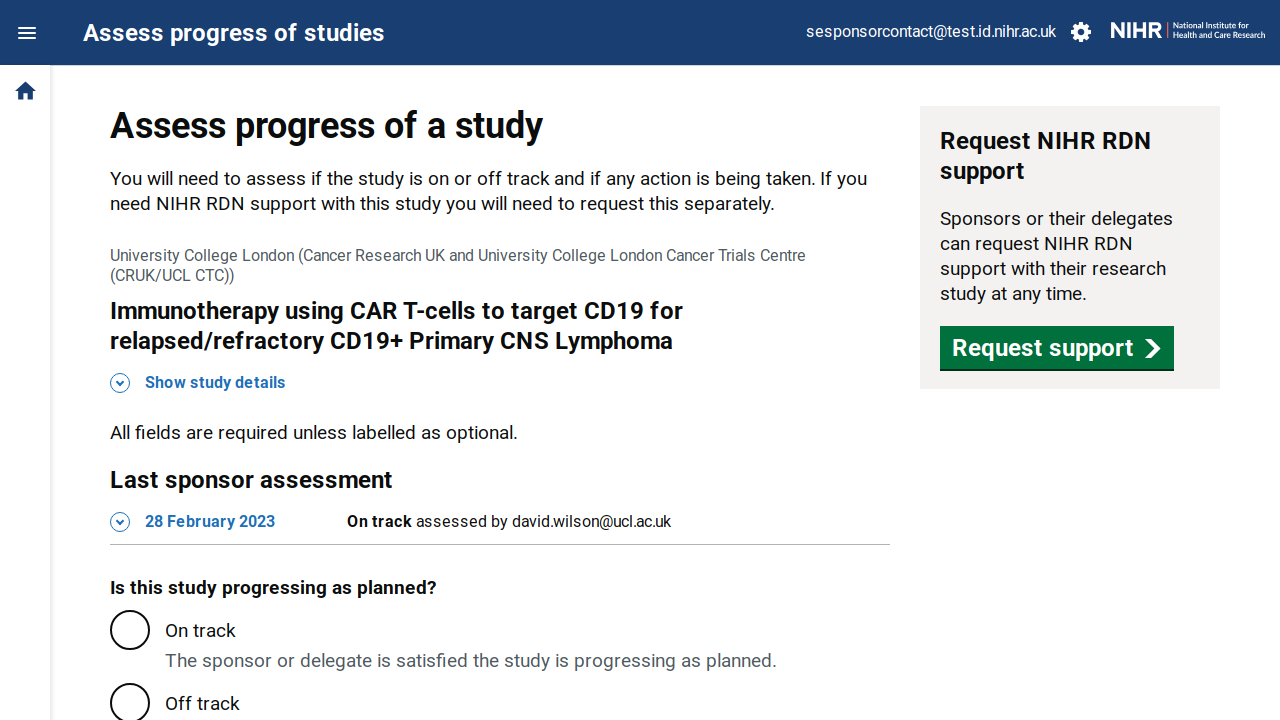 Assess progress of studies
sesponsorcontact@test.id.nihr.ac.uk
NIHR
National Institute for
Health and Care Research
Assess progress of a study
You will need to assess if the study is on or off track and if any action is being taken. If you
need NIHR RDN support with this study you will need to request this separately.
University College London (Cancer Research UK and University College London Cancer Trials Centre
(CRUK/UCL CTC))
Immunotherapy using CAR T-cells to target CD19 for
relapsed/refractory CD19+ Primary CNS Lymphoma
Show study details
All fields are required unless labelled as optional.
Last sponsor assessment
28 February 2023 On track assessed by david.wilson@ucl.ac.uk
Is this study progressing as planned?
On track
The sponsor or delegate is satisfied the study is progressing as planned.
Off track
Request NIHR RDN
support
Sponsors or their delegates
can request NIHR RDN
support with their research
study at any time.
Request support